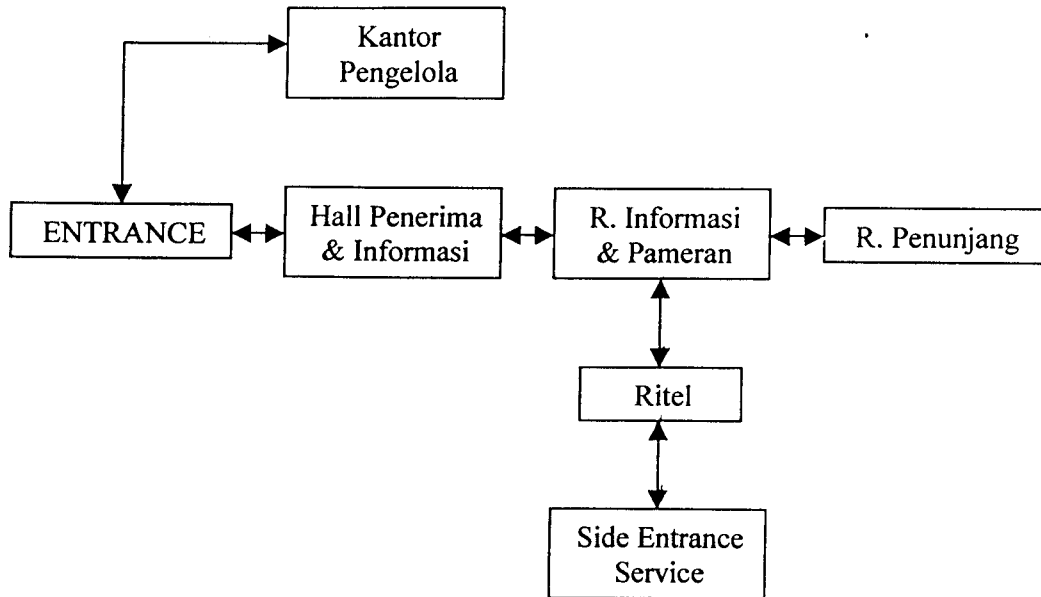 Kantor
Pengelola
ENTRANCE
Hall Penerima
& Informasi
R. Informasi
& Pameran
R. Penunjang
Ritel
Side Entrance
Service